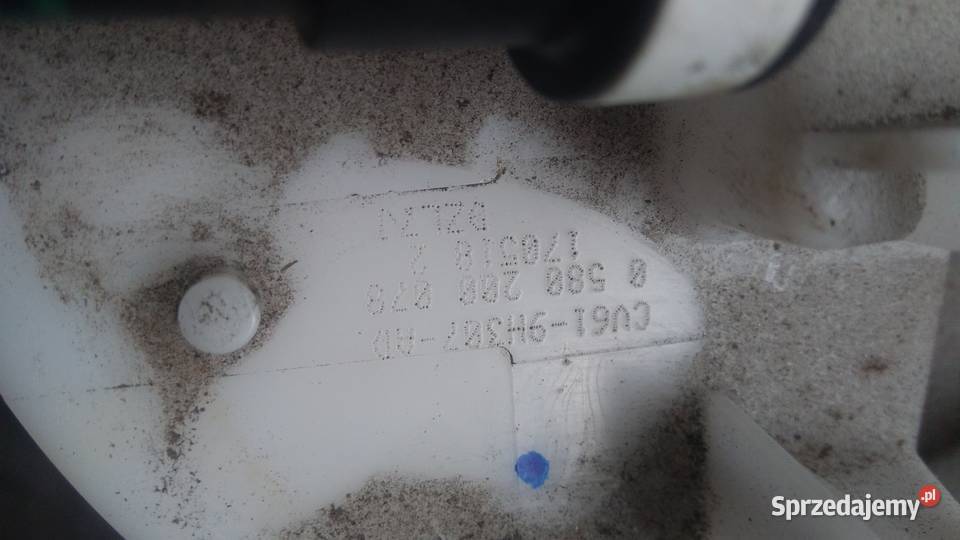 CV61-9H307-AD
0 580 200 078
170518 2
Sprzedajemy.pl